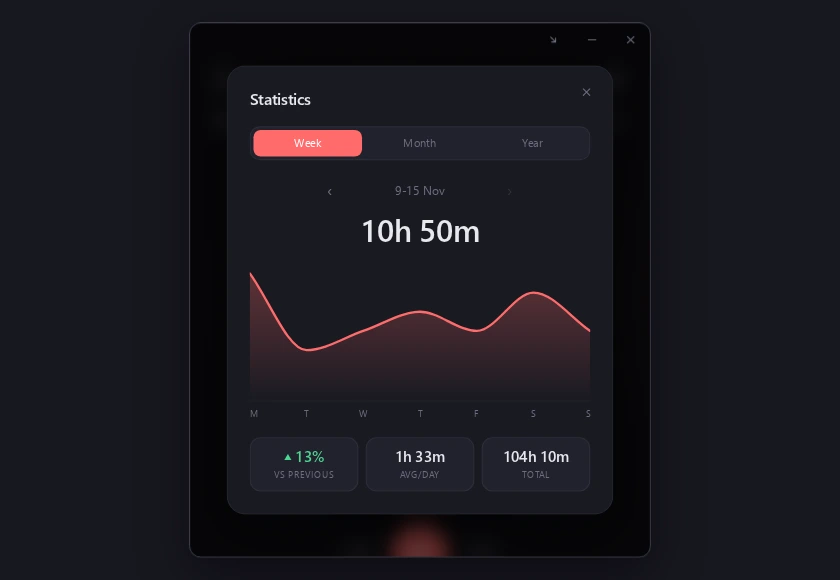 Statistics
Week Month Year
9-15 Nov
10h 50m
M T W T F S S
13% 1h 33m 104h 10m
VS PREVIOUS AVG/DAY TOTAL